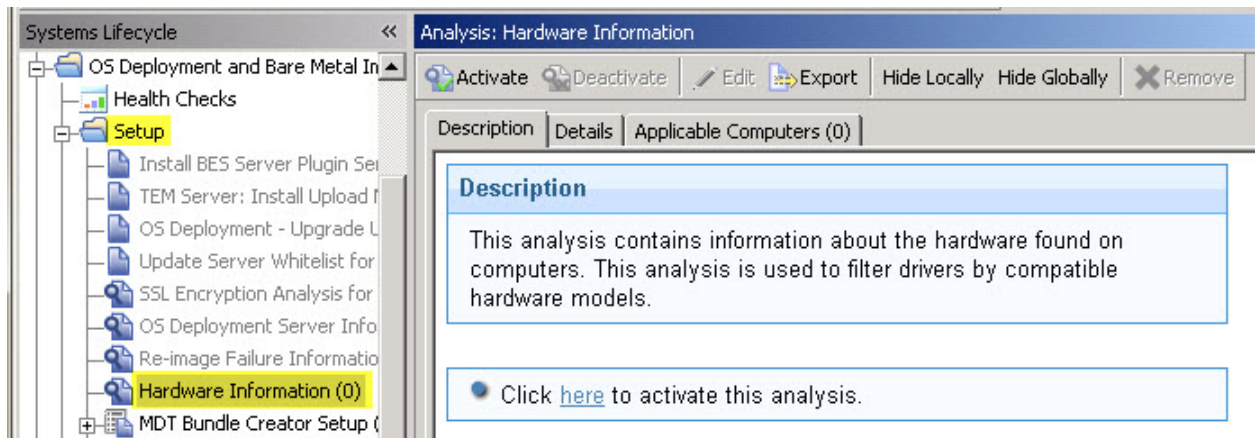 Systems Lifecycle
OS Deployment and Bare Metal In
Health Checks
Setup
Install BES Server Plugin Ser
TEM Server: Install Upload
OS Deployment - Upgrade
Update Server Whitelist for
SSL Encryption Analysis for
OS Deployment Server Info
Re-image Failure Informatio
Hardware Information (0)
MDT Bundle Creator Setup (
Analysis: Hardware Information
Activate Deactivate Edit Export Hide Locally Hide Globally Remove
Description Details Applicable Computers (0)
Description
This analysis contains information about the hardware found on
computers. This analysis is used to filter drivers by compatible
hardware models.
Click here to activate this analysis.